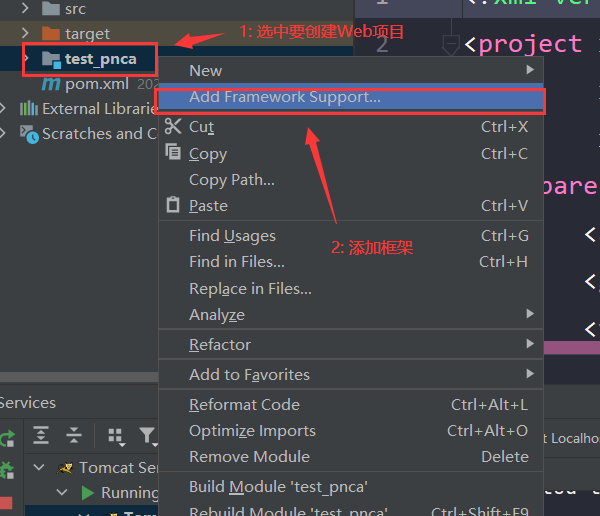 src
<!xml ver
target
1: 选中要创建Web项目
2
<project
test_pnca
New
pom.xml 202
Add Framework Support...
External Librarie
Cut Ctrl+X
Scratches and C
Copy Ctrl+C
Copy Path...
pare
Paste Ctrl+V
Find Usages Ctrl+G
<
2: 添加框架
Find in Files... Ctrl+H
<
Replace in Files...
Analyze
<
Refactor
Add to Favorites
Services
Reformat Code Ctrl+Alt+L
Optimize Imports Ctrl+Alt+O
t Localhos
Remove Module Delete
Tomcat Ser
Build Module 'test_pnca'
Running
Rebuild Module 'test_pnca' Ctrl+Shift+F9
Tom